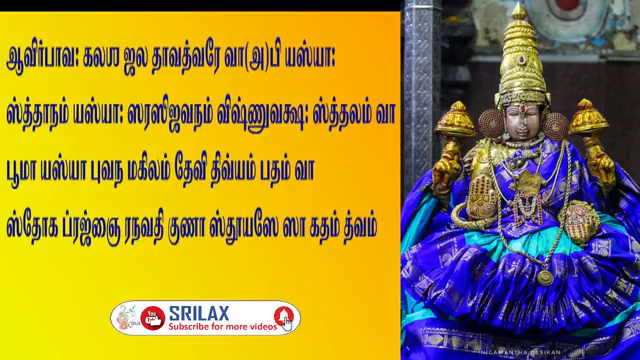 ஆவிர்பாவ: கலஶ ஜல தாவத்வரே வா(அ)பி யஸ்யா:
ஸ்த்தாநம் யஸ்யா: ஸரஸிஜவநம் விஷ்ணுவக்ஷ: ஸ்த்தலம் வா
பூமா யஸ்யா புவந மகிலம் தேவி திவ்யம் பதம் வா
ஸ்தோக ப்ரஜ்ஞை ரநவதி குணா ஸ்தூயஸே ஸா கதம் த்வம்
SRILAX
Subscribe for more videos